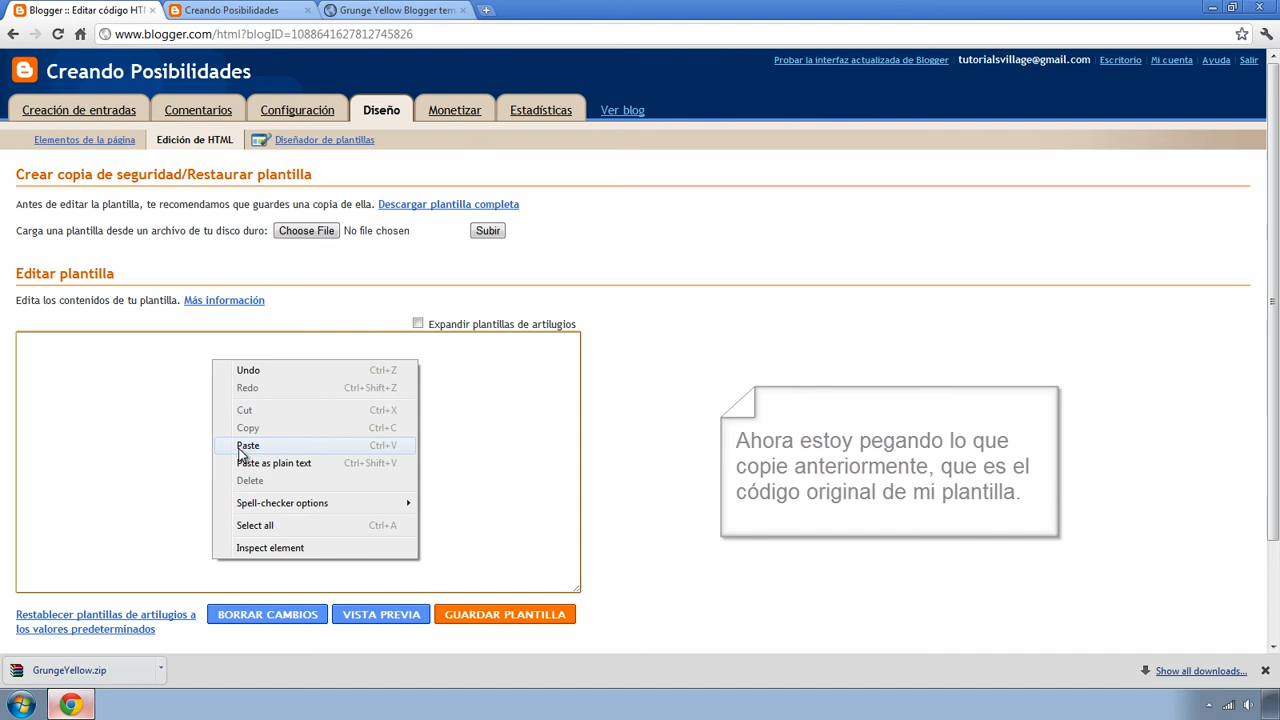 Blogger :: Editar código HT
Creando Posibilidades
Grunge Yellow Blogger tem
www.blogger.com/html?blogID=1088641627812745826
Creando Posibilidades
Probar la interfaz actualizada de Blogger
tutorialsvillage@gmail.com
Escritorio
Mi cuenta
Ayuda
Salir
Creación de entradas
Comentarios
Configuración
Diseño
Monetizar
Estadísticas
Ver blog
Elementos de la página
Edición de HTML
Diseñador de plantillas
Crear copia de seguridad/Restaurar plantilla
Antes de editar la plantilla, te recomendamos que guardes una copia de ella. Descargar plantilla completa
Carga una plantilla desde un archivo de tu disco duro: Choose File No file chosen Subir
Editar plantilla
Edita los contenidos de tu plantilla. Más información
Expandir plantillas de artilugios
Undo Ctrl+Z
Redo Ctrl+Shift+Z
Cut Ctrl+X
Copy Ctrl+C
Paste Ctrl+V
Paste as plain text Ctrl+Shift+V
Delete
Spell-checker options
Select all Ctrl+A
Inspect element
Ahora estoy pegando lo que
copie anteriormente, que es el
código original de mi plantilla.
Restablecer plantillas de artilugios a
los valores predeterminados
BORRAR CAMBIOS
VISTA PREVIA
GUARDAR PLANTILLA
GrungeYellow.zip
Show all downloads...